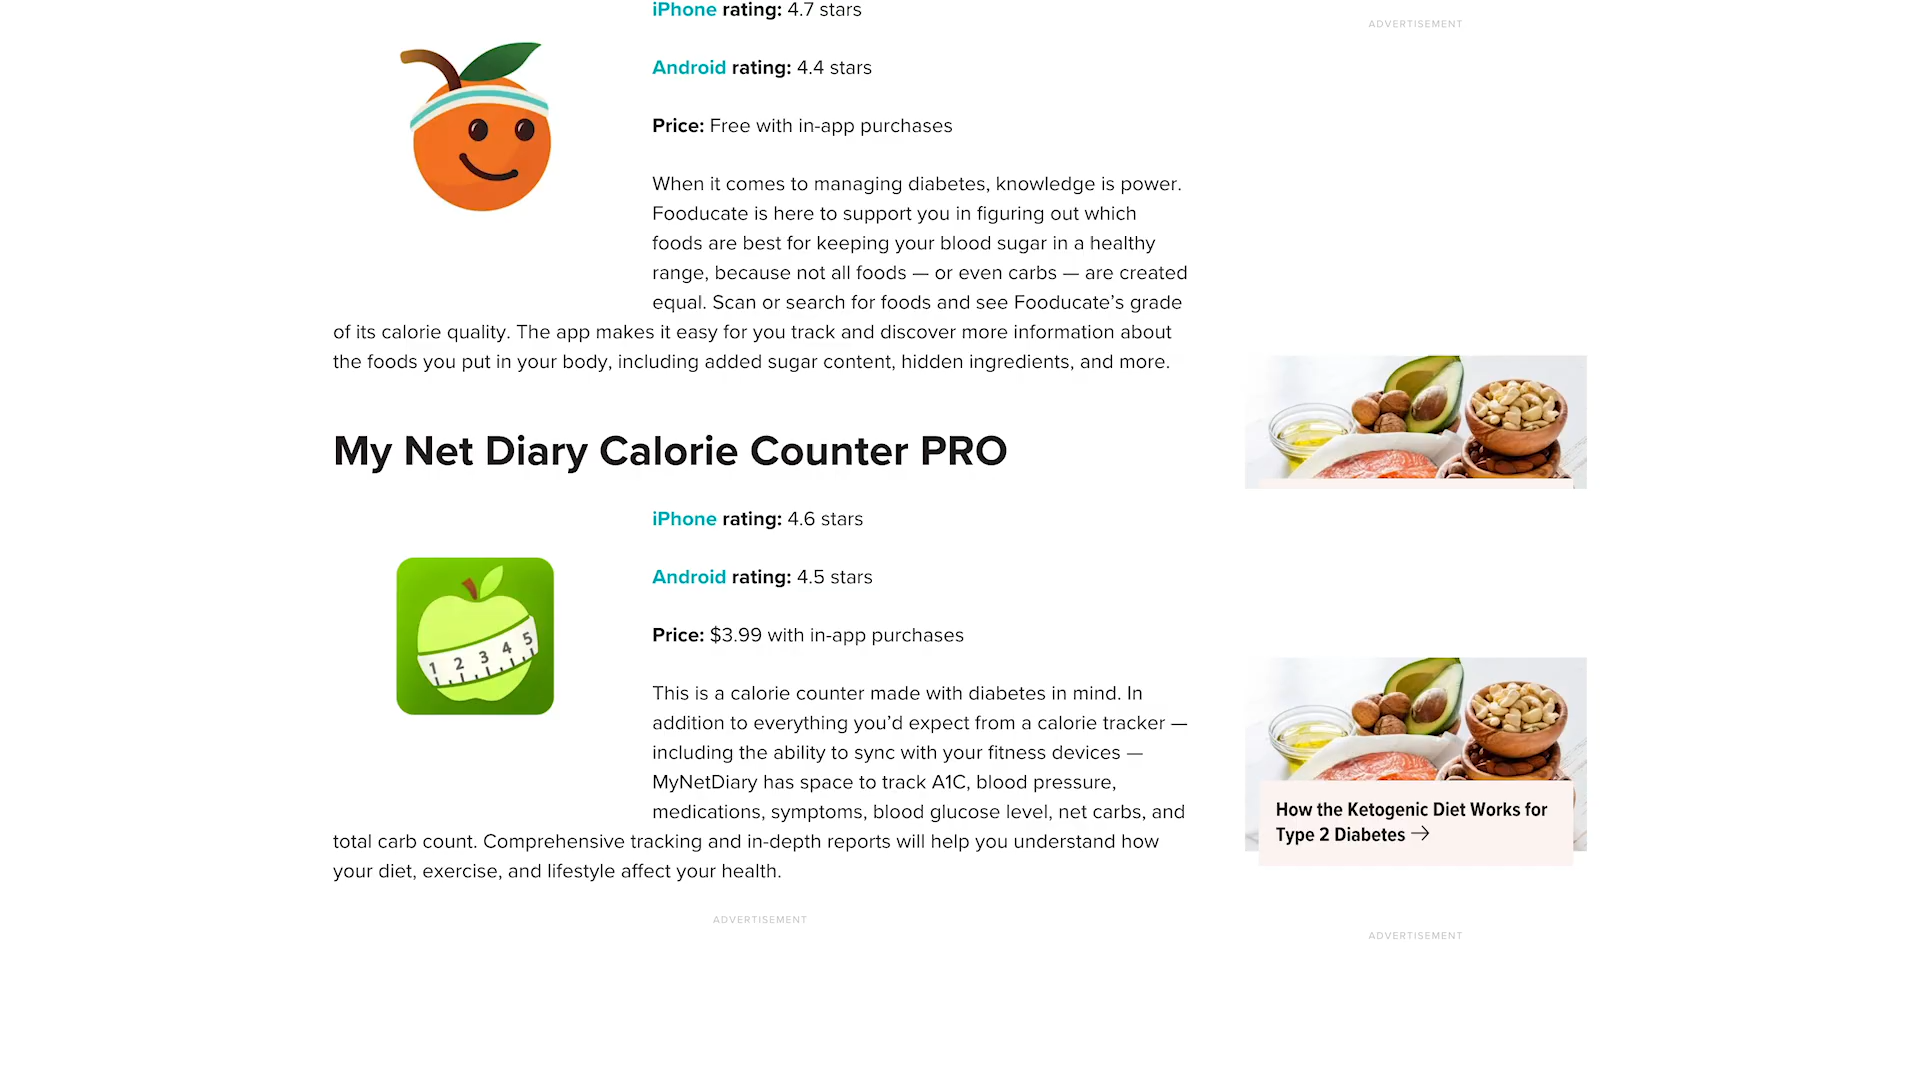 iPhone rating: 4.7 stars
ADVERTISEMENT
Android rating: 4.4 stars
Price: Free with in-app purchases
When it comes to managing diabetes, knowledge is power.
Fooducate is here to support you in figuring out which
foods are best for keeping your blood sugar in a healthy
range, because not all foods — or even carbs — are created
equal. Scan or search for foods and see Fooducate’s grade
of its calorie quality. The app makes it easy for you track and discover more information about
the foods you put in your body, including added sugar content, hidden ingredients, and more.
My Net Diary Calorie Counter PRO
iPhone rating: 4.6 stars
Android rating: 4.5 stars
Price: $3.99 with in-app purchases
1 2 3 4 5
This is a calorie counter made with diabetes in mind. In
addition to everything you’d expect from a calorie tracker —
including the ability to sync with your fitness devices —
MyNetDiary has space to track A1C, blood pressure,
medications, symptoms, blood glucose level, net carbs, and
total carb count. Comprehensive tracking and in-depth reports will help you understand how
your diet, exercise, and lifestyle affect your health.
How the Ketogenic Diet Works for
Type 2 Diabetes →
ADVERTISEMENT
ADVERTISEMENT